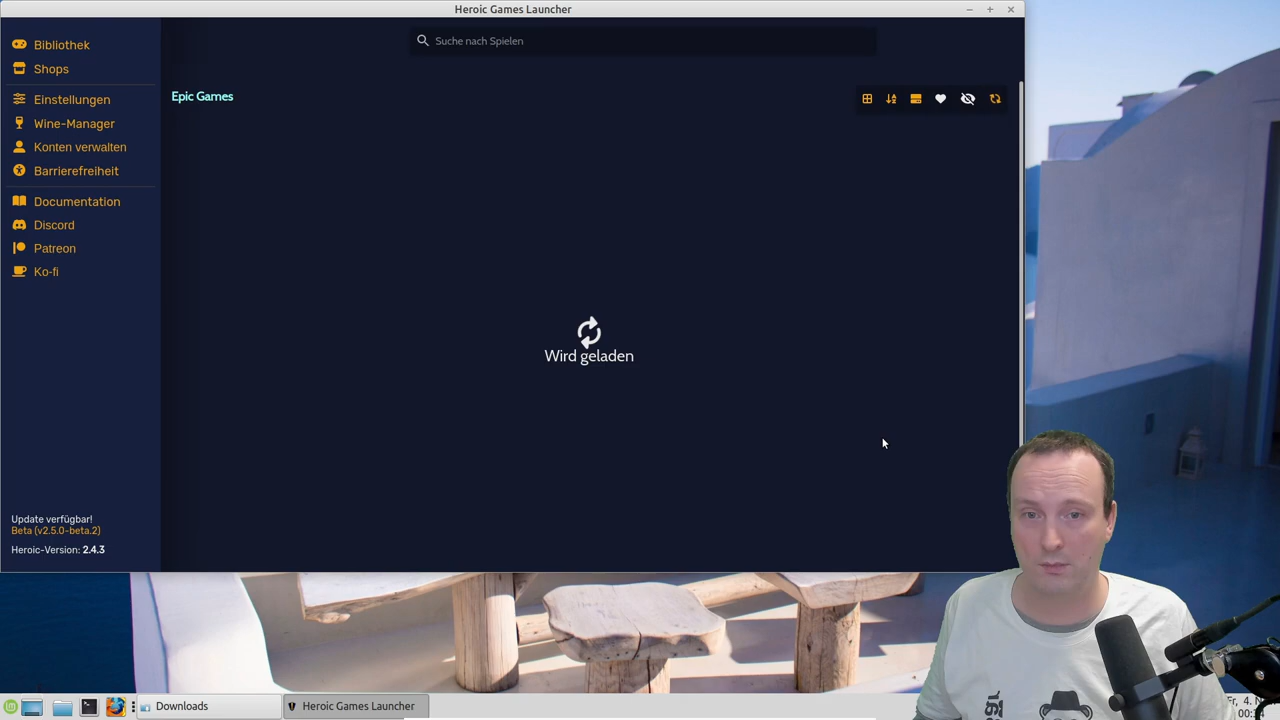 Heroic Games Launcher
Bibliothek
Shops
Einstellungen
Wine-Manager
Konten verwalten
Barrierefreiheit
Documentation
Discord
Patreon
Ko-fi
Update verfügbar!
Beta (v2.5.0-beta.2)
Heroic-Version: 2.4.3
Suche nach Spielen
Epic Games
Wird geladen
Downloads
Heroic Games Launcher